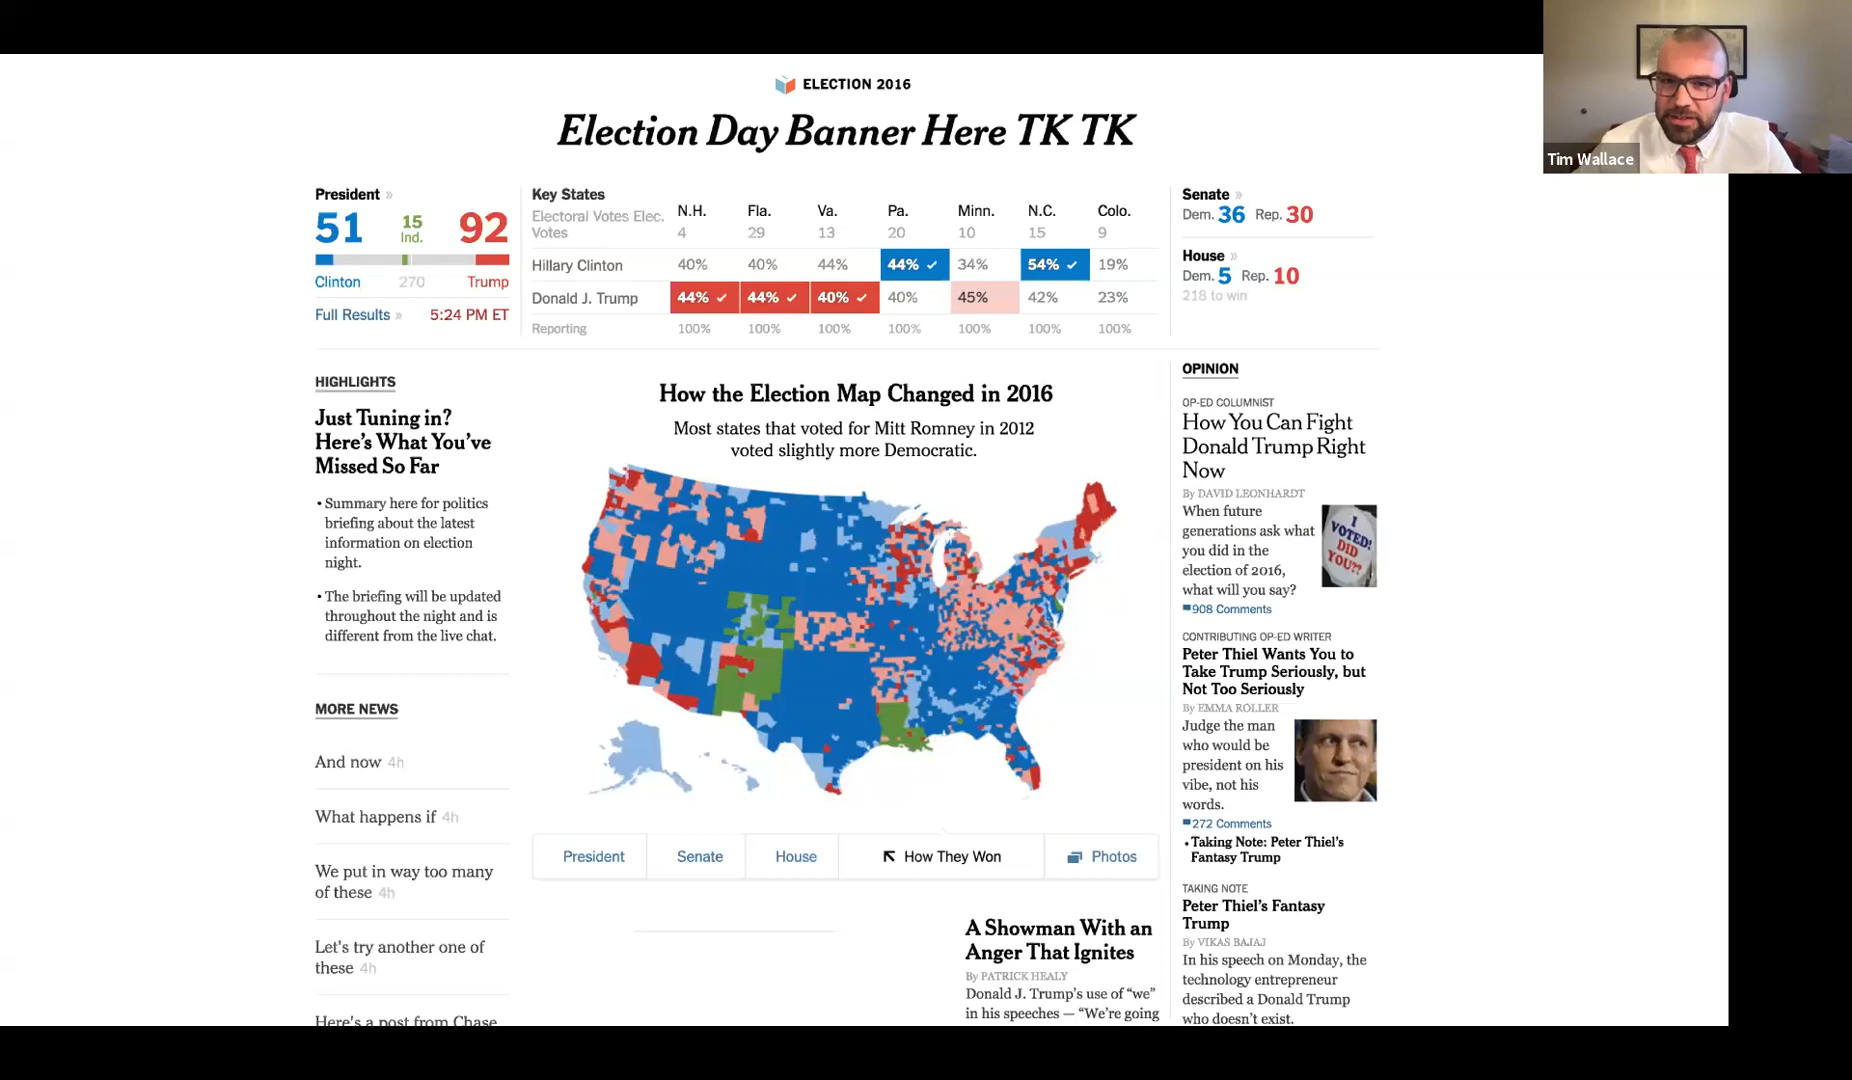 ELECTION 2016
Election Day Banner Here TK TK
Tim Wallace
President »
51
15
Ind.
92
Clinton
270
Trump
Full Results »
5:24 PM ET
Key States
Electoral Votes Elec.
Votes
N.H.
Fla.
Va.
Pa.
Minn.
N.C.
Colo.
4
29
13
20
10
15
9
Hillary Clinton
40%
40%
44%
44% ✓
34%
54% ✓
19%
Donald J. Trump
44% ✓
44% ✓
40% ✓
40%
45%
42%
23%
Reporting
100%
100%
100%
100%
100%
100%
100%
Senate »
Dem. 36 Rep. 30
House »
Dem. 5 Rep. 10
218 to win
HIGHLIGHTS
Just Tuning in?
Here's What You've
Missed So Far
• Summary here for politics
briefing about the latest
information on election
night.
• The briefing will be updated
throughout the night and is
different from the live chat.
MORE NEWS
And now 4h
What happens if 4h
We put in way too many
of these 4h
Let's try another one of
these 4h
Here's a post from Chase
How the Election Map Changed in 2016
Most states that voted for Mitt Romney in 2012
voted slightly more Democratic.
President
Senate
House
How They Won
Photos
A Showman With an
Anger That Ignites
By PATRICK HEALY
Donald J. Trump's use of “we”
in his speeches — “We're going
OPINION
OP-ED COLUMNIST
How You Can Fight
Donald Trump Right
Now
By DAVID LEONHARDT
When future
generations ask what
you did in the
election of 2016,
what will you say?
I
VOTED!
DID
YOU??
908 Comments
CONTRIBUTING OP-ED WRITER
Peter Thiel Wants You to
Take Trump Seriously, but
Not Too Seriously
By EMMA ROLLER
Judge the man
who would be
president on his
vibe, not his
words.
272 Comments
• Taking Note: Peter Thiel's
Fantasy Trump
TAKING NOTE
Peter Thiel's Fantasy
Trump
By VIKAS BAJAJ
In his speech on Monday, the
technology entrepreneur
described a Donald Trump
who doesn't exist.